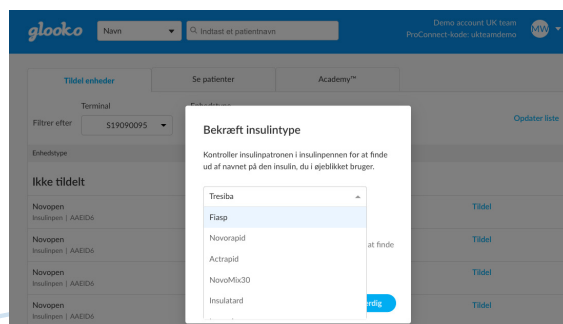 glooko
Navn
Indtast et patientnavn
Demo account UK team
ProConnect-kode: ukteamdemo
MW
Tildel enheder
Se patienter
Academy™
Terminal
Filtrer efter
S19090095
Opdater liste
Enhedstype
Ikke tildelt
Novopen
Insulinpen | AAEID6
Tildel
Novopen
Insulinpen | AAEID6
Tildel
Novopen
Insulinpen | AAEID6
Tildel
Novopen
Insulinpen | AAEID6
Tildel
Bekræft insulintype
Kontroller insulinpatronen i insulinpennen for at finde
ud af navnet på den insulin, du i øjeblikket bruger.
Tresiba
Fiasp
Novorapid
Actrapid
NovoMix30
Insulatard
at finde